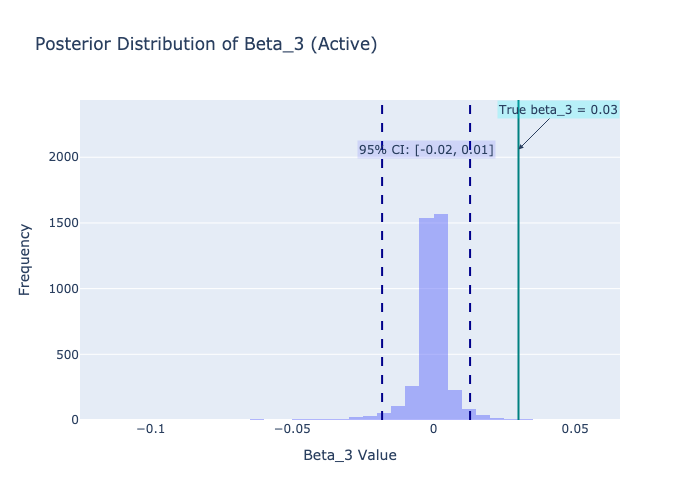 Posterior Distribution of Beta_3 (Active)
True beta_3 = 0.03
95% CI: [-0.02, 0.01]
2000
1500
1000
500
0
Frequency
−0.1
−0.05
0
0.05
Beta_3 Value